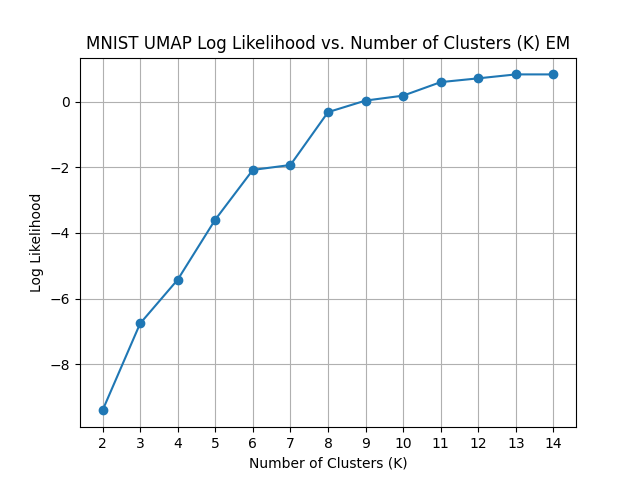 MNIST UMAP Log Likelihood vs. Number of Clusters (K) EM
0
−2
−4
−6
−8
Log Likelihood
2 3 4 5 6 7 8 9 10 11 12 13 14
Number of Clusters (K)